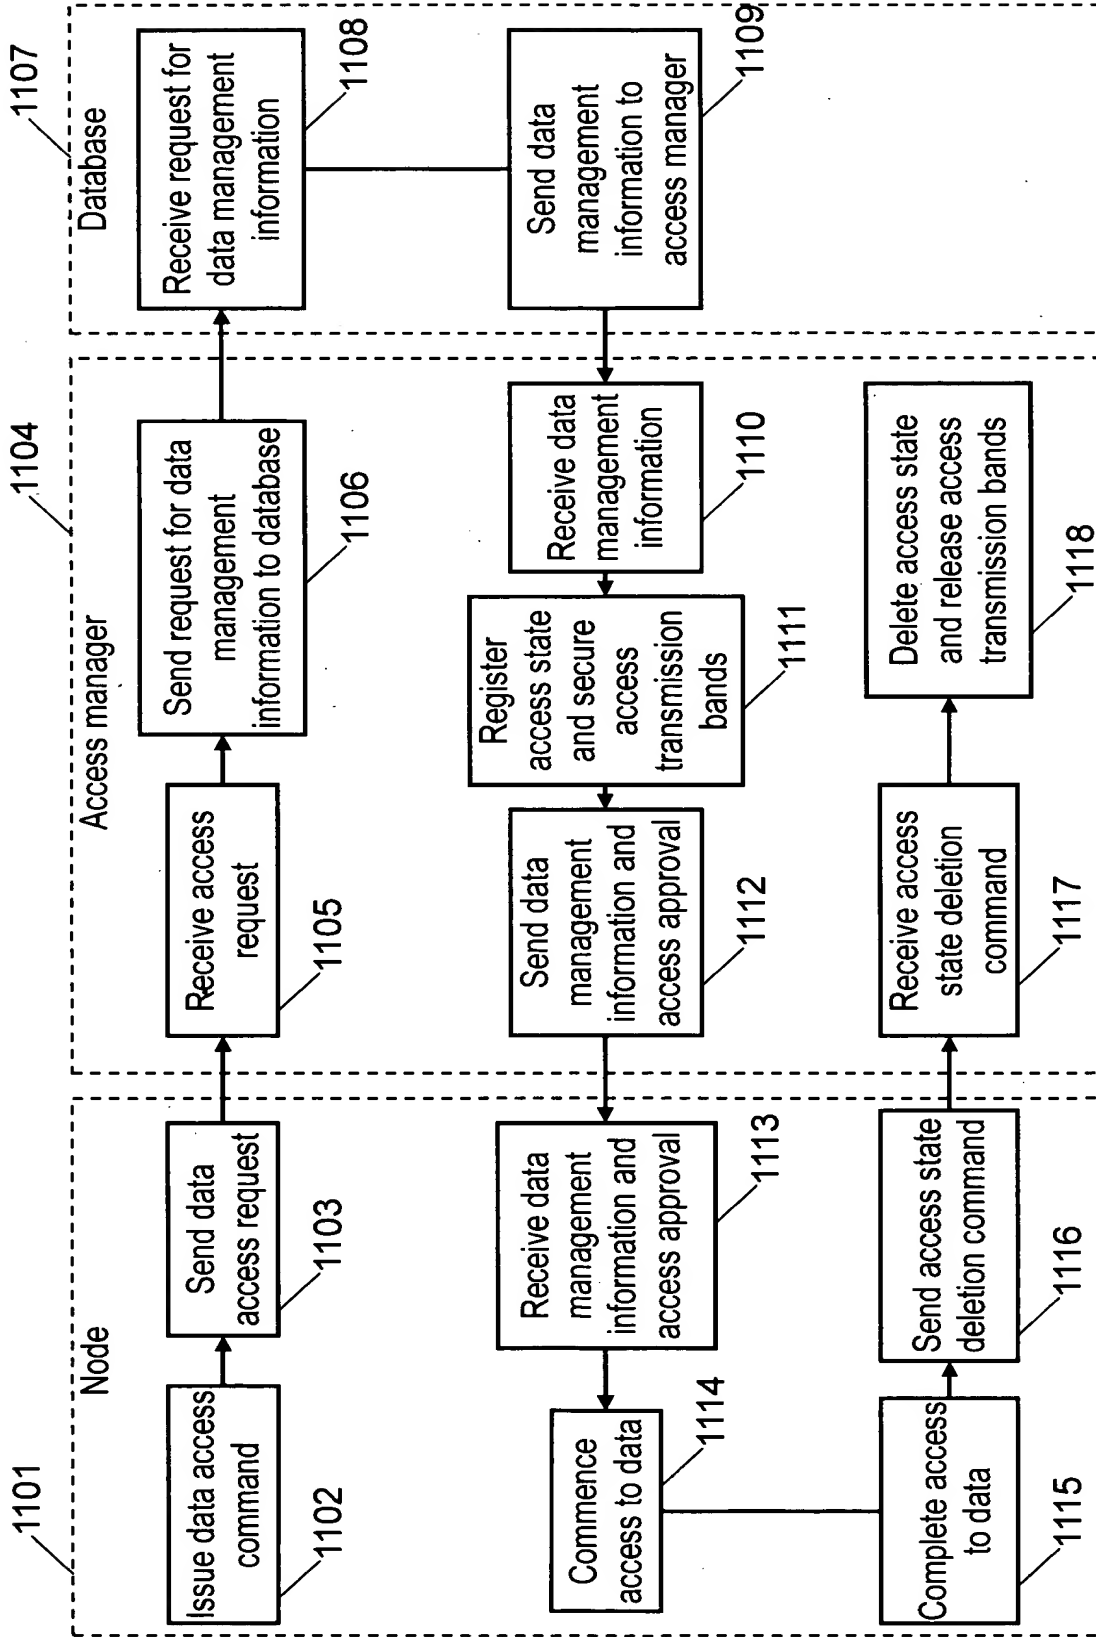 1101
Node
1104
Access manager
1107
Database
Issue data access
command
1102
Send data
access request
1103
Receive access
request
1105
Send request for data
management
information to database
1106
Receive request for
data management
information
1108
Send data
management
information to
access manager
1109
Receive data
management
information
1110
Register
access state
and secure
access
transmission
bands
1111
Send data
management
information and
access approval
1112
Receive data
management
information and
access approval
1113
Commence
access to data
1114
Complete access
to data
1115
Send access state
deletion command
1116
Receive access
state deletion
command
1117
Delete access state
and release access
transmission bands
1118